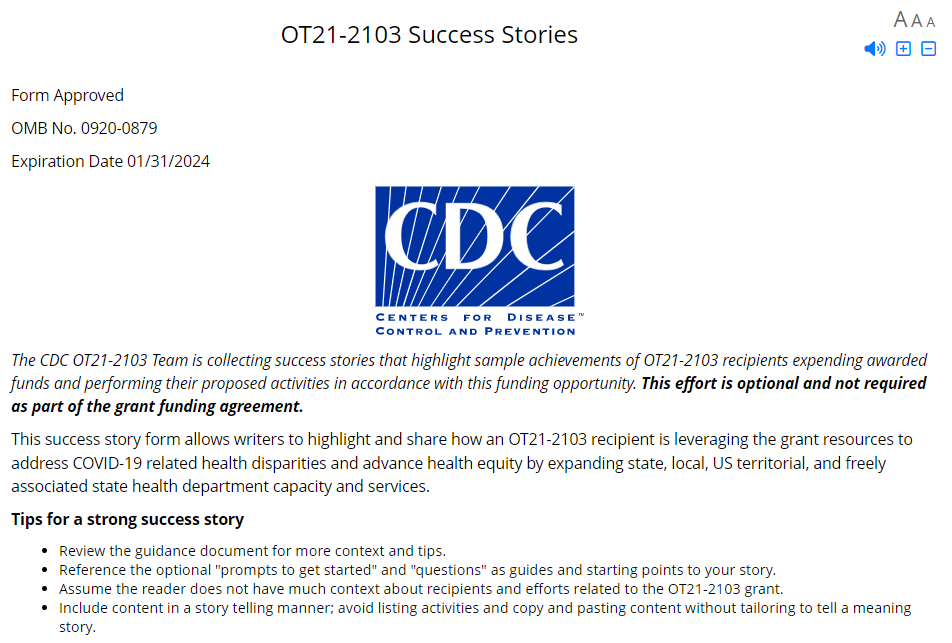 OT21-2103 Success Stories
A A A
Form Approved
OMB No. 0920-0879
Expiration Date 01/31/2024
CDC
CENTERS FOR DISEASE™
CONTROL AND PREVENTION
The CDC OT21-2103 Team is collecting success stories that highlight sample achievements of OT21-2103 recipients expending awarded
funds and performing their proposed activities in accordance with this funding opportunity. This effort is optional and not required
as part of the grant funding agreement.
This success story form allows writers to highlight and share how an OT21-2103 recipient is leveraging the grant resources to
address COVID-19 related health disparities and advance health equity by expanding state, local, US territorial, and freely
associated state health department capacity and services.
Tips for a strong success story
• Review the guidance document for more context and tips.
• Reference the optional "prompts to get started" and "questions" as guides and starting points to your story.
• Assume the reader does not have much context about recipients and efforts related to the OT21-2103 grant.
• Include content in a story telling manner; avoid listing activities and copy and pasting content without tailoring to tell a meaning
story.